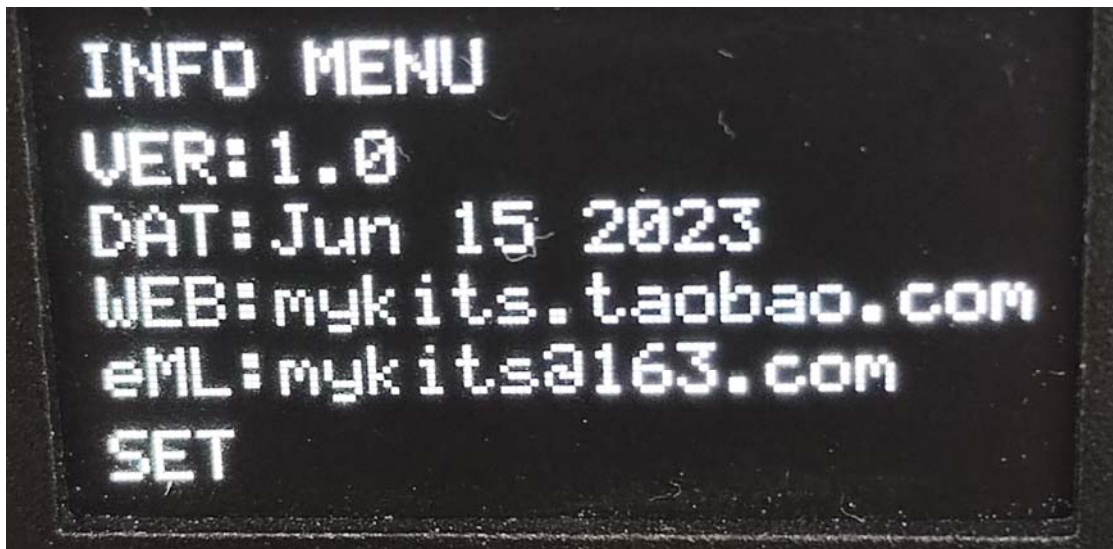 INFO MENU
VER:1.0
DAT:Jun 15 2023
WEB:mykits.taobao.com
eML:mykits@163.com
SET